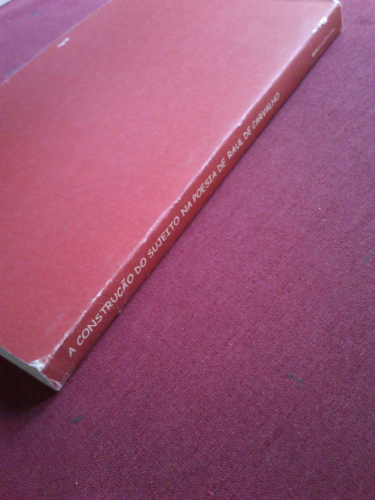 A CONSTRUÇÃO DO SUJEITO NA POESIA DE RAUL DE CARVALHO